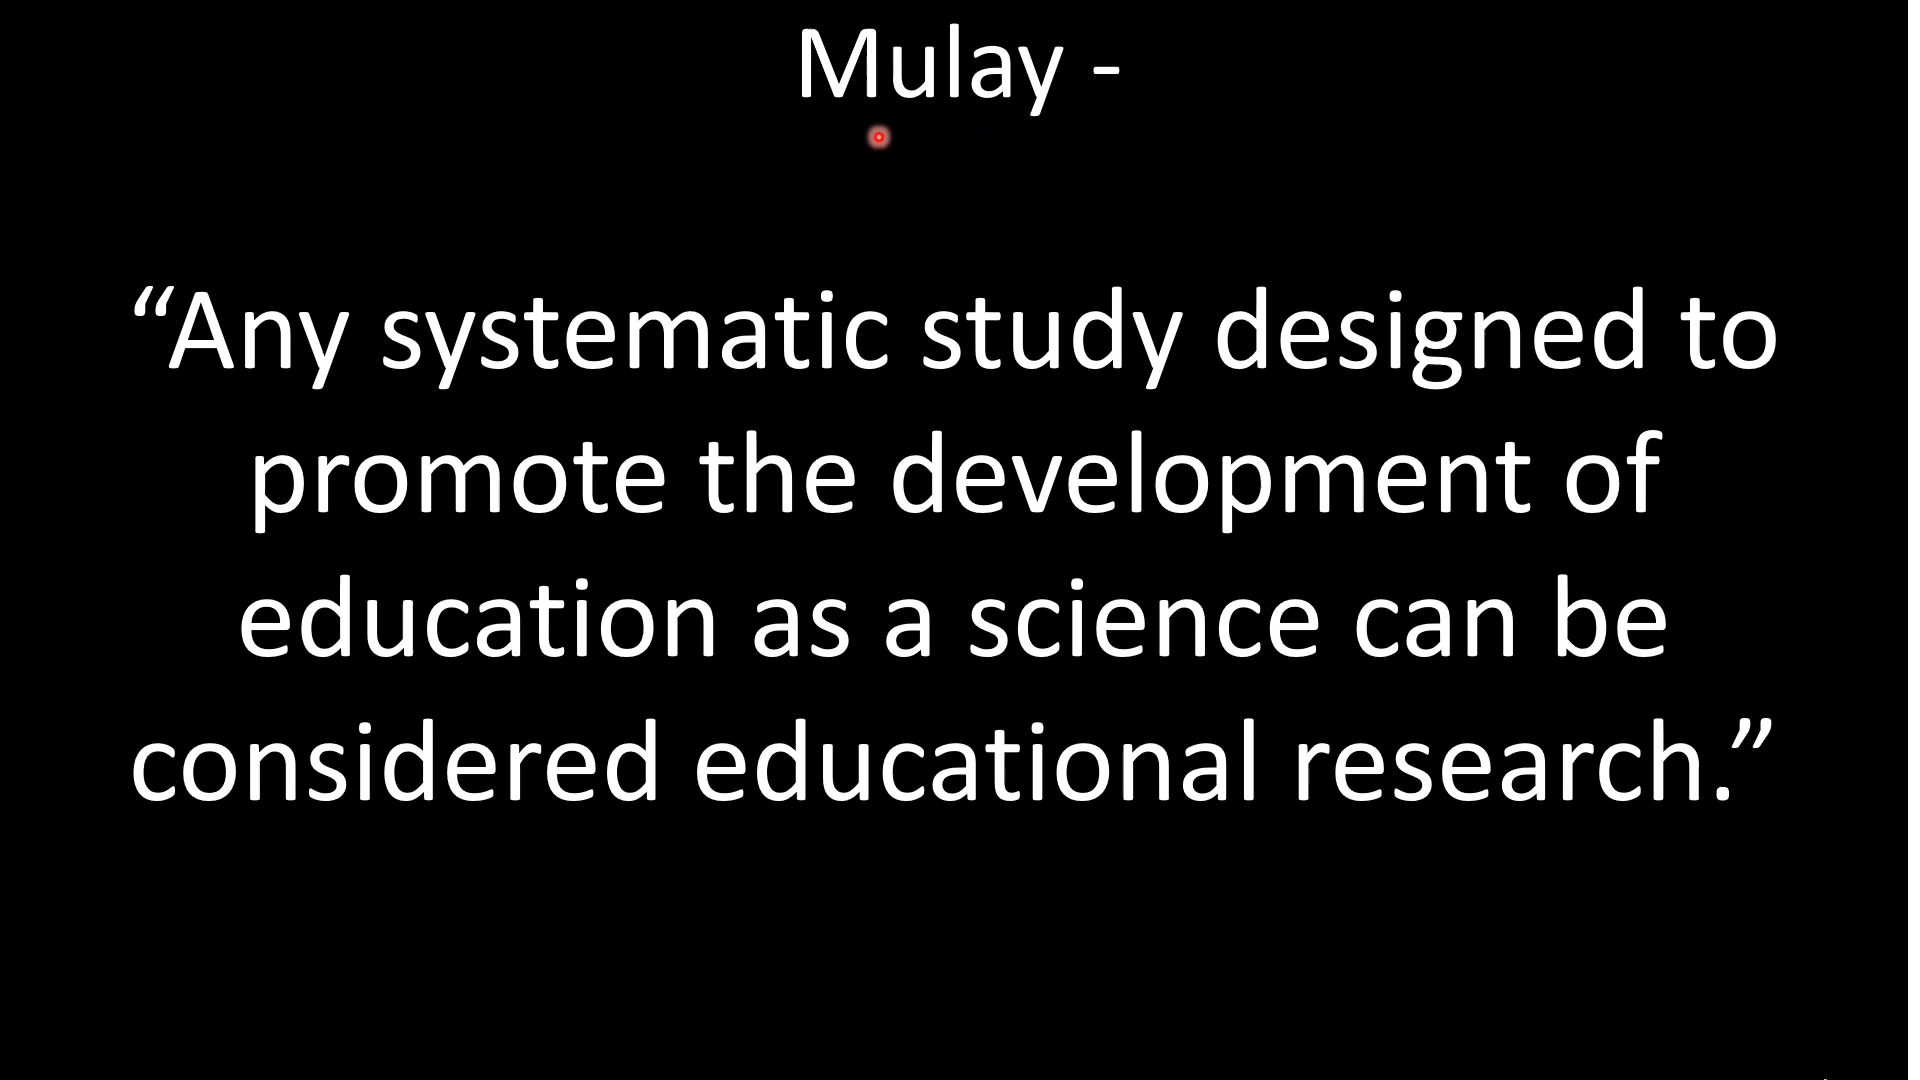 Mulay -
“Any systematic study designed to
promote the development of
education as a science can be
considered educational research.”